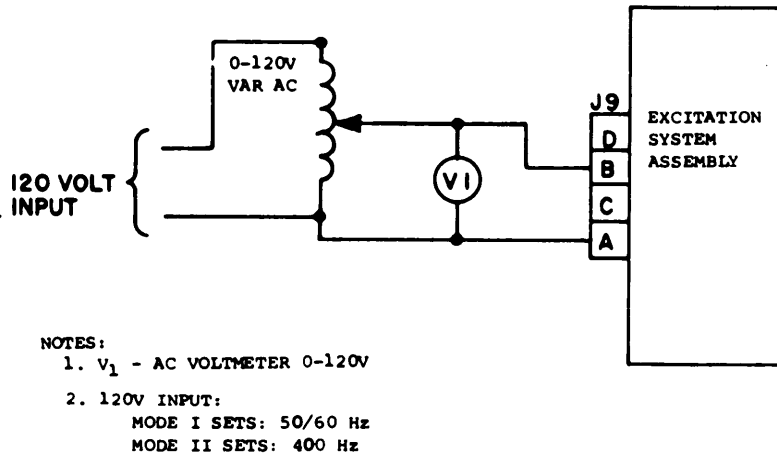 0-120V
VAR AC
J9
D
B
C
A
EXCITATION
SYSTEM
ASSEMBLY
V1
120 VOLT
INPUT
NOTES:
1. V1 - AC VOLTMETER 0-120V
2. 120V INPUT:
MODE I SETS: 50/60 Hz
MODE II SETS: 400 Hz